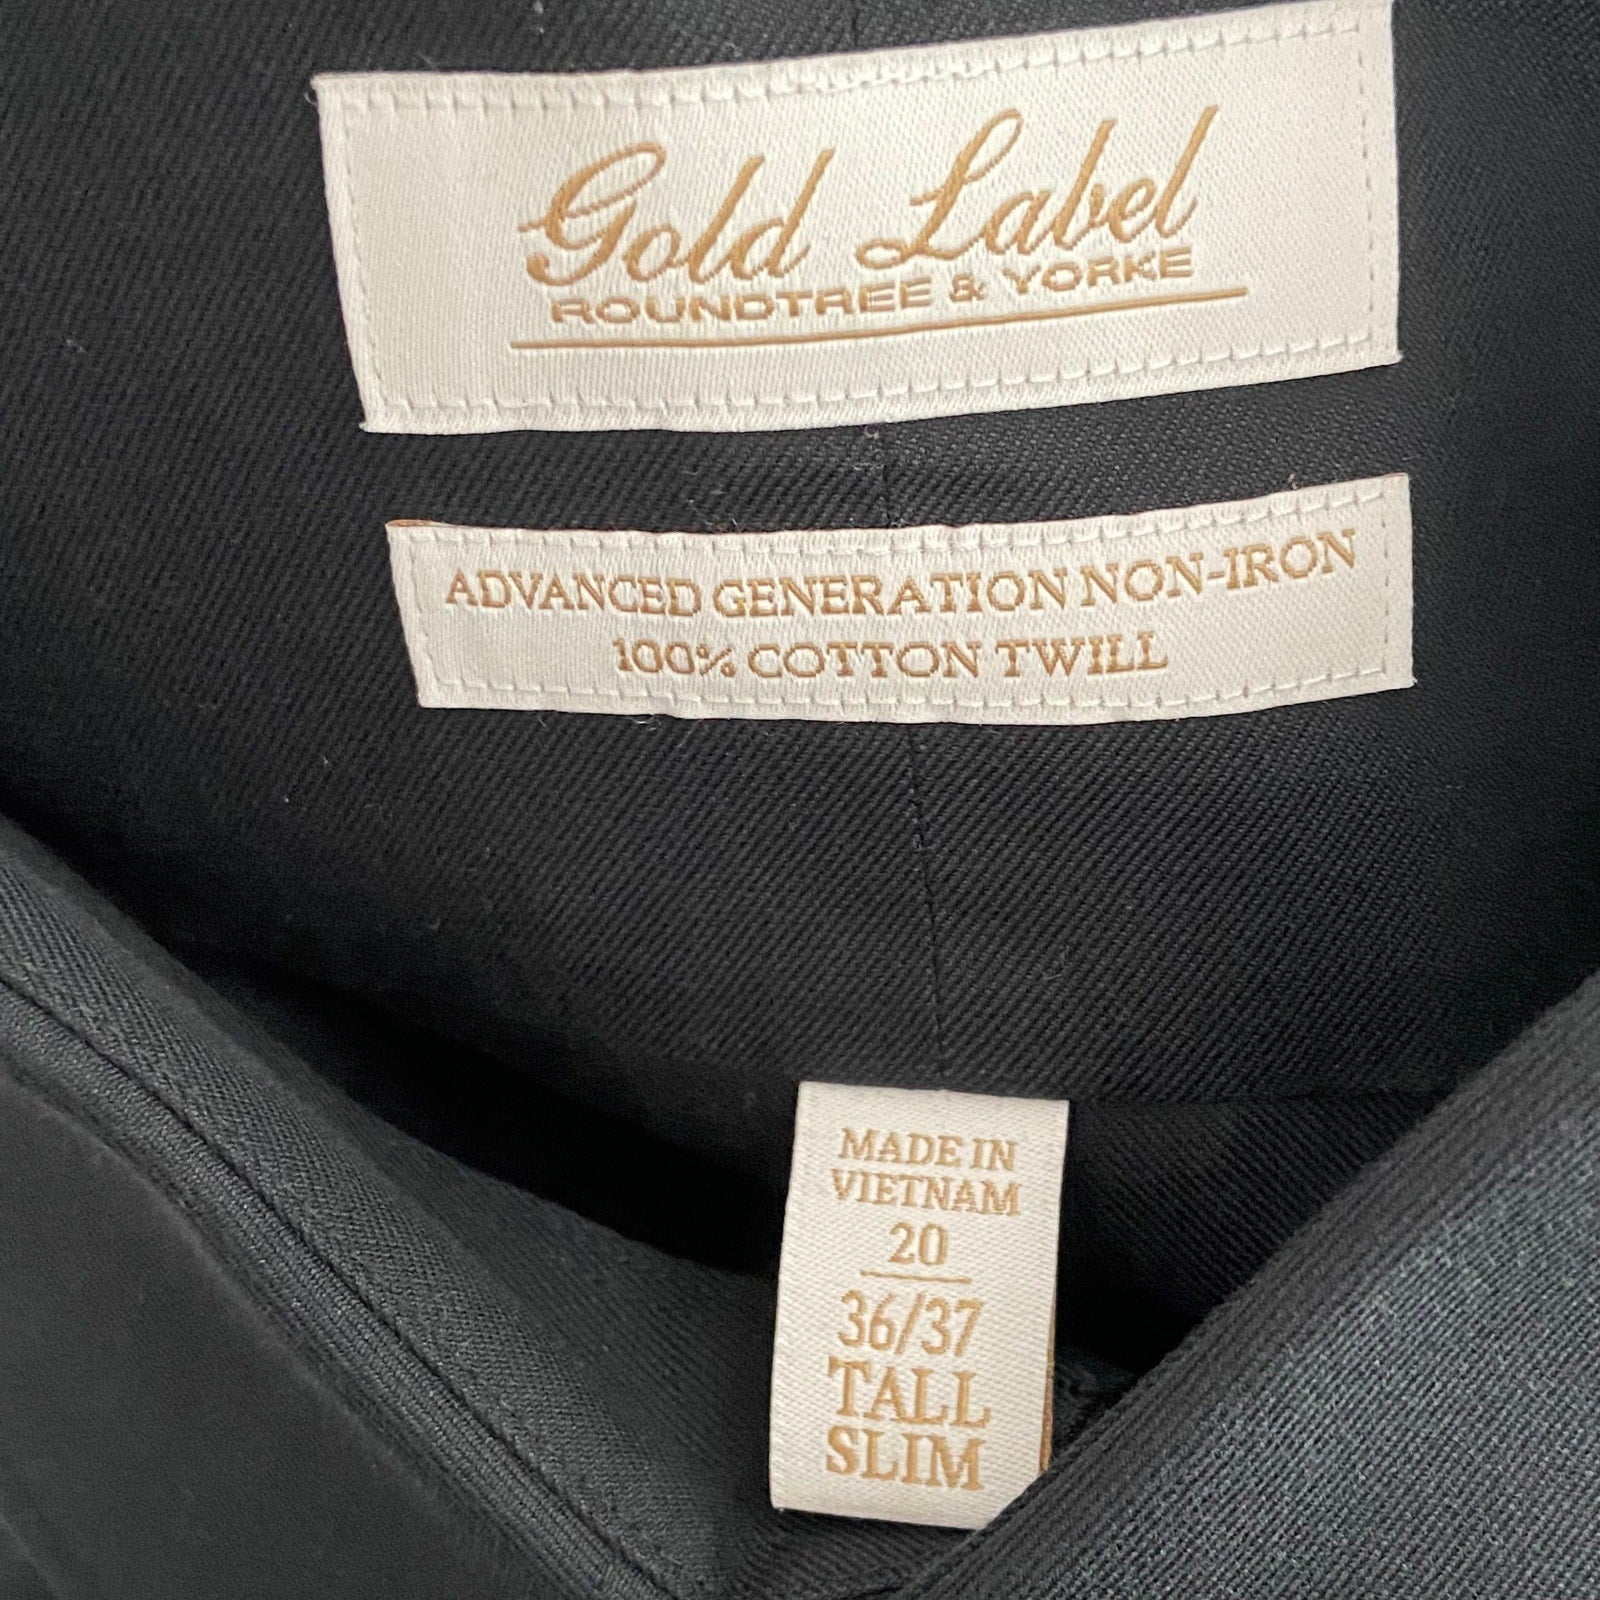 Gold Label
ROUNDTREE & YORKE
ADVANCED GENERATION NON-IRON
100% COTTON TWILL
MADE IN
VIETNAM
20
36/37
TALL
SLIM